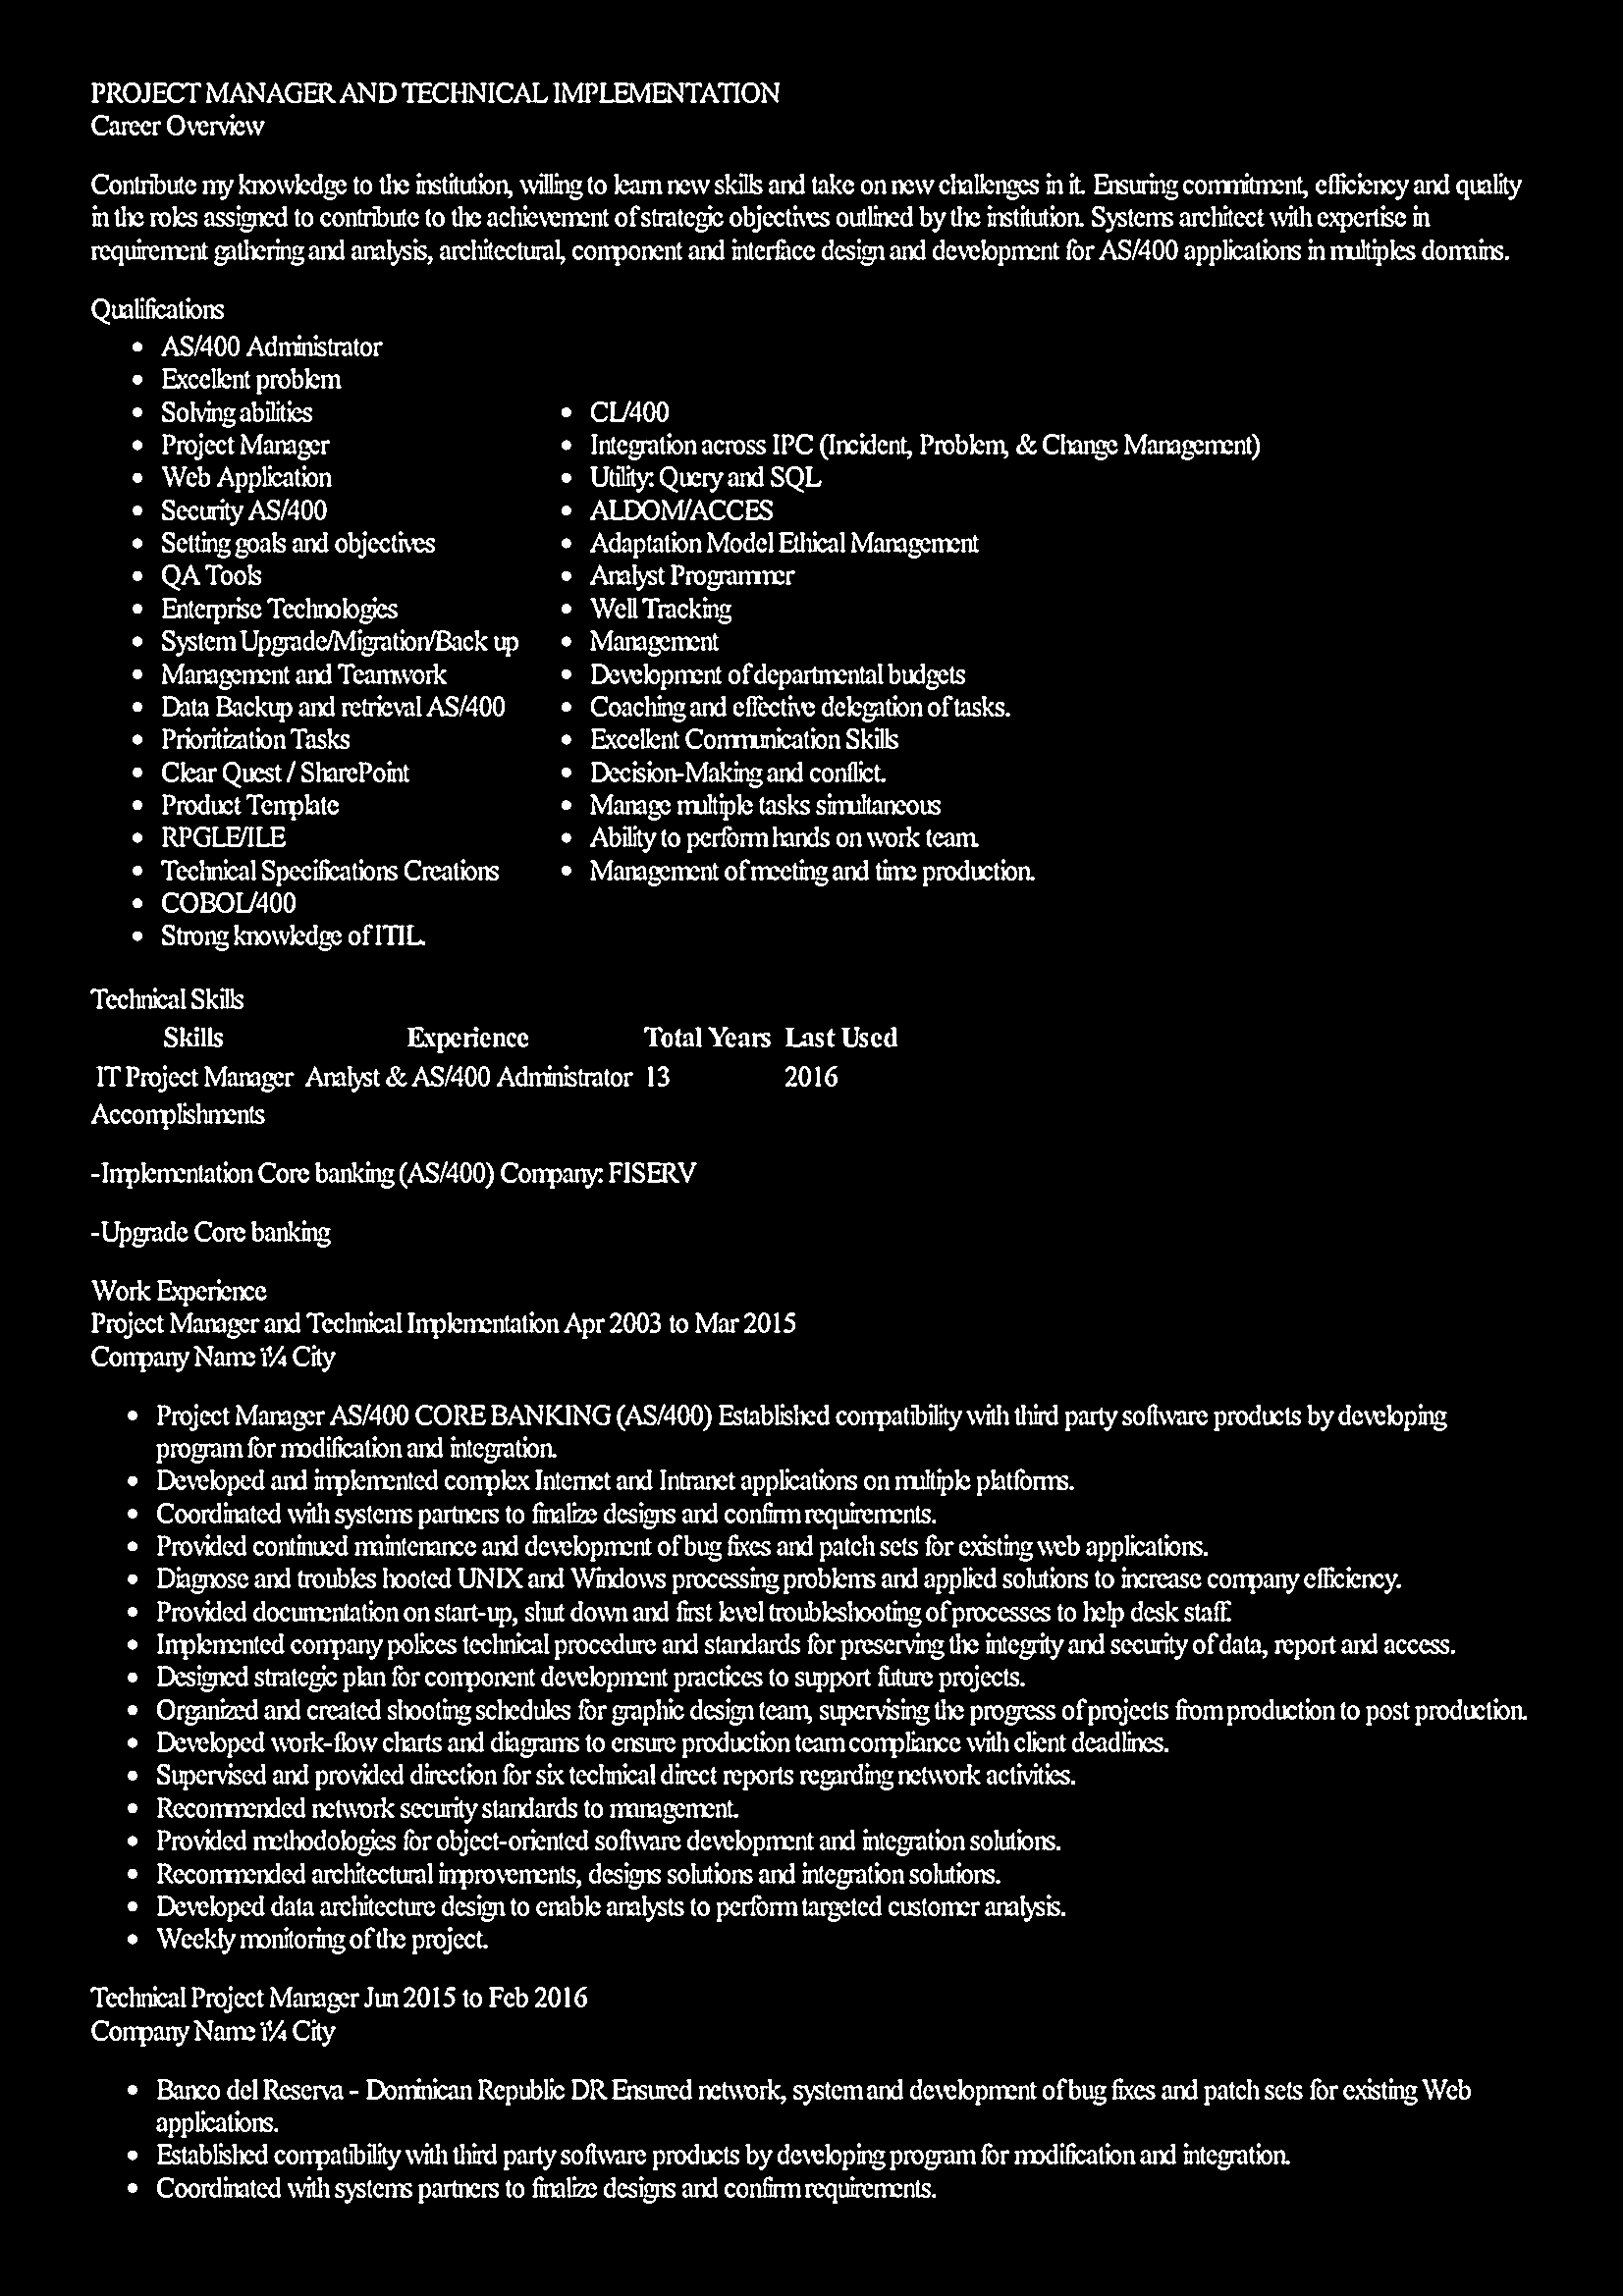 PROJECT MANAGER AND TECHNICAL IMPLEMENTATION
Career Overview
Contribute my knowledge to the institution, willing to learn new skills and take on new challenges in it. Ensuring commitment, efficiency and quality
in the roles assigned to contribute to the achievement of strategic objectives outlined by the institution. Systems architect with expertise in
requirement gathering and analysis, architectural, component and interface design and development for AS/400 applications in multiples domains.
Qualifications
• AS/400 Administrator
• Excellent problem
• Solving abilities
• Project Manager
• Web Application
• Security AS/400
• Setting goals and objectives
• QA Tools
• Enterprise Technologies
• System Upgrade/Migration/Back up
• Management and Teamwork
• Data Backup and retrieval AS/400
• Prioritization Tasks
• Clear Quest / SharePoint
• Product Template
• RPGLE/ILE
• Technical Specifications Creations
• COBOL/400
• Strong knowledge of ITIL.
• CL/400
• Integration across IPC (Incident, Problem, & Change Management)
• Utility: Query and SQL
• ALDOM/ACCES
• Adaptation Model Ethical Management
• Analyst Programmer
• Well Tracking
• Management
• Development of departmental budgets
• Coaching and effective delegation of tasks.
• Excellent Communication Skills
• Decision-Making and conflict.
• Manage multiple tasks simultaneous
• Ability to perform hands on work team.
• Management of meeting and time production.
Technical Skills
Skills Experience Total Years Last Used
IT Project Manager Analyst & AS/400 Administrator 13 2016
Accomplishments
-Implementation Core banking (AS/400) Company: FISERV
-Upgrade Core banking
Work Experience
Project Manager and Technical Implementation Apr 2003 to Mar 2015
Company Name ï¼ City
• Project Manager AS/400 CORE BANKING (AS/400) Established compatibility with third party software products by developing
program for modification and integration.
• Developed and implemented complex Internet and Intranet applications on multiple platforms.
• Coordinated with systems partners to finalize designs and confirm requirements.
• Provided continued maintenance and development of bug fixes and patch sets for existing web applications.
• Diagnose and troubles hooted UNIX and Windows processing problems and applied solutions to increase company efficiency.
• Provided documentation on start-up, shut down and first level troubleshooting of processes to help desk staff.
• Implemented company polices technical procedure and standards for preserving the integrity and security of data, report and access.
• Designed strategic plan for component development practices to support future projects.
• Organized and created shooting schedules for graphic design team, supervising the progress of projects from production to post production.
• Developed work-flow charts and diagrams to ensure production team compliance with client deadlines.
• Supervised and provided direction for six technical direct reports regarding network activities.
• Recommended network security standards to management.
• Provided methodologies for object-oriented software development and integration solutions.
• Recommended architectural improvements, designs solutions and integration solutions.
• Developed data architecture design to enable analysts to perform targeted customer analysis.
• Weekly monitoring of the project.
Technical Project Manager Jun 2015 to Feb 2016
Company Name ï¼ City
• Banco del Reserva - Dominican Republic DR Ensured network, system and development of bug fixes and patch sets for existing Web
applications.
• Established compatibility with third party software products by developing program for modification and integration.
• Coordinated with systems partners to finalize designs and confirm requirements.